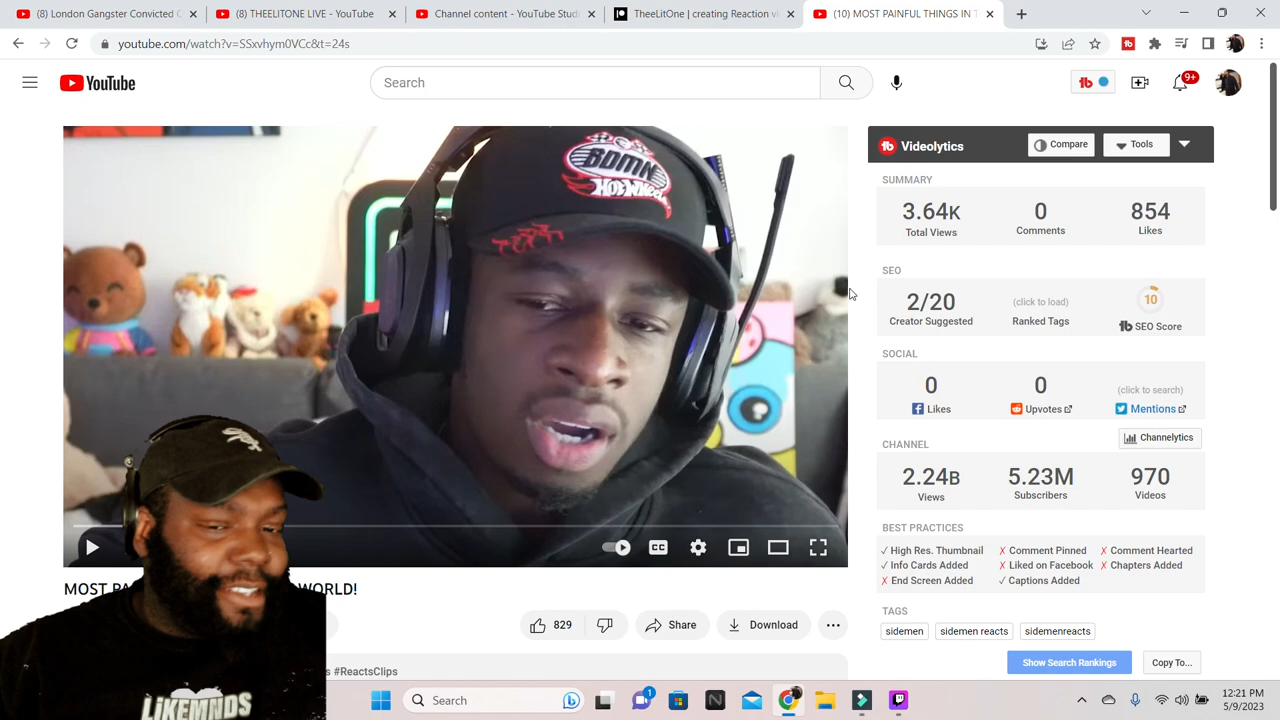 London Gangster Convicted C
(8) THEELITONE LIVE - YouTube
Channel content - YouTube Stud
TheeLitOne | creating Reaction v
(10) MOST PAINFUL THINGS IN T
youtube.com/watch?v=SSxvhym0VCc&t=24s
YouTube
Search
9+
BDMN
HOT WHEELS
Videolytics
Compare
Tools
SUMMARY
3.64K 0 854
Total Views Comments Likes
SEO
2/20 (click to load) 10
Creator Suggested Ranked Tags SEO Score
SOCIAL
0 0 (click to search)
Likes Upvotes Mentions
CHANNEL Channelytics
2.24B 5.23M 970
Views Subscribers Videos
BEST PRACTICES
✓ High Res. Thumbnail ✗ Comment Pinned ✗ Comment Hearted
✓ Info Cards Added ✗ Liked on Facebook ✗ Chapters Added
✗ End Screen Added ✓ Captions Added
TAGS
sidemen sidemen reacts sidemenreacts
Show Search Rankings Copy To...
CC
MOST PA WORLD!
829 Share Download
s #ReactsClips
LiKEMNDS
Search
1
12:21 PM
5/9/2023